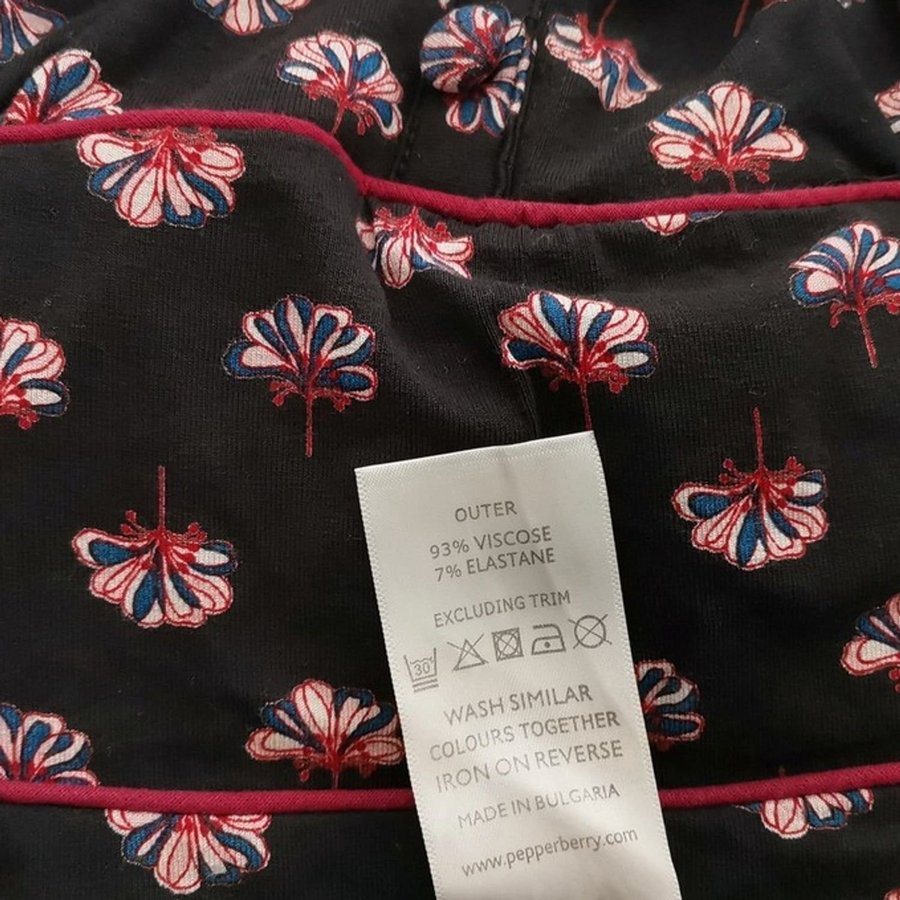 OUTER
93% VISCOSE
7% ELASTANE
EXCLUDING TRIM
30°
WASH SIMILAR
COLOURS TOGETHER
IRON ON REVERSE
MADE IN BULGARIA
www.pepperberry.com